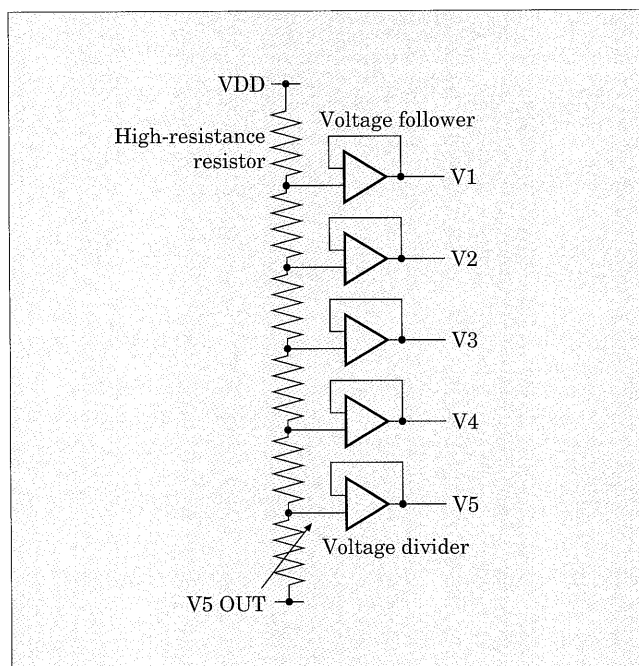 VDD
Voltage follower
High-resistance
resistor
V1
V2
V3
V4
V5
Voltage divider
V5 OUT